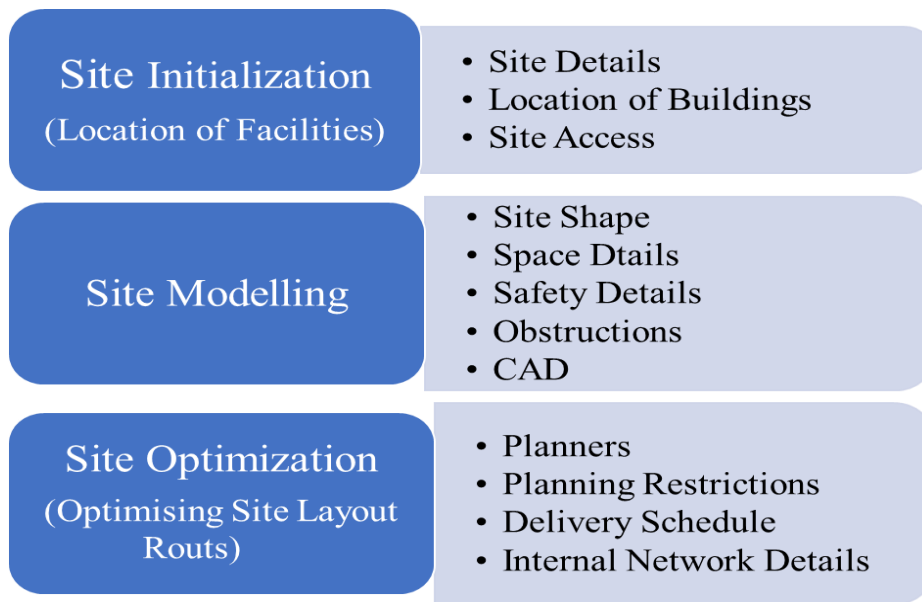 Site Initialization
(Location of Facilities)
• Site Details
• Location of Buildings
• Site Access
Site Modelling
• Site Shape
• Space Dtails
• Safety Details
• Obstructions
• CAD
Site Optimization
(Optimising Site Layout
Routs)
• Planners
• Planning Restrictions
• Delivery Schedule
• Internal Network Details